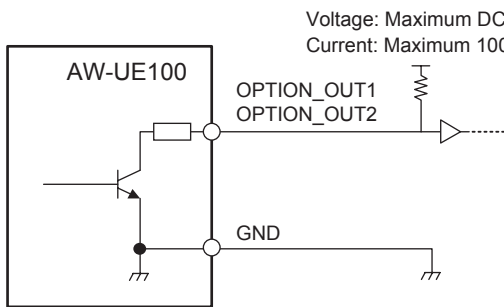 Voltage: Maximum DC
Current: Maximum 100
AW-UE100
OPTION_OUT1
OPTION_OUT2
GND